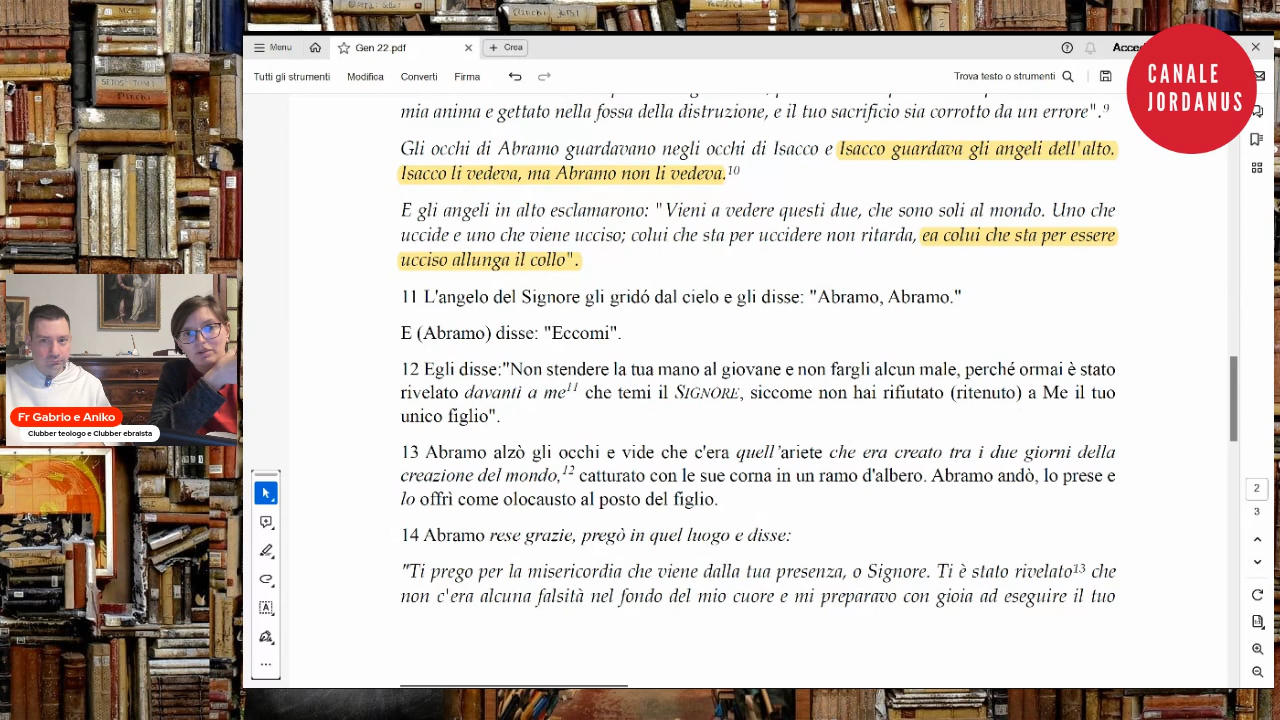 Menu
Gen 22.pdf
Crea
CANALE
JORDANUS
Tutti gli strumenti
Modifica
Converti
Firma
Trova testo o strumenti
mia anima e gettato nella fossa della distruzione, e il tuo sacrificio sia corrotto da un errore".9
Gli occhi di Abramo guardavano negli occhi di Isacco e Isacco guardava gli angeli dell'alto.
Isacco li vedeva, ma Abramo non li vedeva.10
E gli angeli in alto esclamarono: "Vieni a vedere questi due, che sono soli al mondo. Uno che
uccide e uno che viene ucciso; colui che sta per uccidere non ritarda, ea colui che sta per essere
ucciso allunga il collo".
11 L'angelo del Signore gli gridó dal cielo e gli disse: "Abramo, Abramo."
E (Abramo) disse: "Eccomi".
12 Egli disse:"Non stendere la tua mano al giovane e non fargli alcun male, perché ormai è stato
rivelato davanti a me11 che temi il SIGNORE, siccome non hai rifiutato (ritenuto) a Me il tuo
unico figlio".
13 Abramo alzò gli occhi e vide che c'era quell'ariete che era creato tra i due giorni della
creazione del mondo,12 catturato con le sue corna in un ramo d'albero. Abramo andò, lo prese e
lo offrì come olocausto al posto del figlio.
14 Abramo rese grazie, pregò in quel luogo e disse:
"Ti prego per la misericordia che viene dalla tua presenza, o Signore. Ti è stato rivelato13 che
non c'era alcuna falsità nel fondo del mio cuore e mi preparavo con gioia ad eseguire il tuo
Fr Gabrio e Aniko
Clubber teologo e Clubber ebraista
2
3